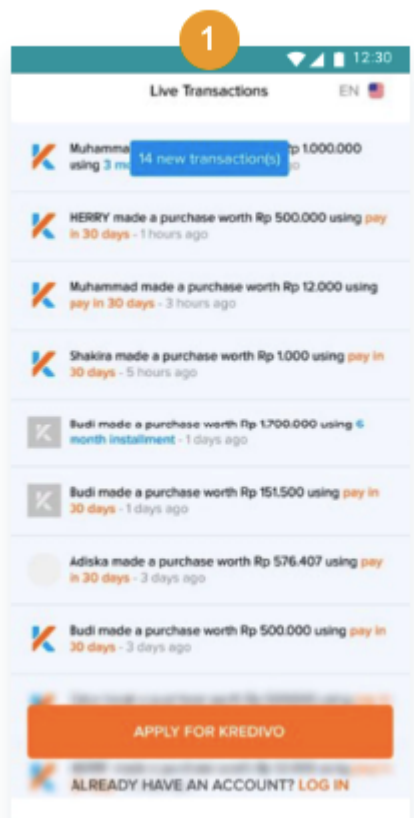 1
12:30
Live Transactions EN
Muhamma Rp 1.000.000
using 3 mo
14 new transaction(s)
HERRY made a purchase worth Rp 500.000 using pay
in 30 days - 1 hours ago
Muhammad made a purchase worth Rp 12.000 using
pay in 30 days - 3 hours ago
Shakira made a purchase worth Rp 1.000 using pay in
30 days - 5 hours ago
Budi made a purchase worth Rp 1.700.000 using 6
month installment - 1 days ago
Budi made a purchase worth Rp 151.500 using pay in
30 days - 1 days ago
Adiska made a purchase worth Rp 576.407 using pay
in 30 days - 3 days ago
Budi made a purchase worth Rp 500.000 using pay in
30 days - 3 days ago
APPLY FOR KREDIVO
ALREADY HAVE AN ACCOUNT? LOG IN